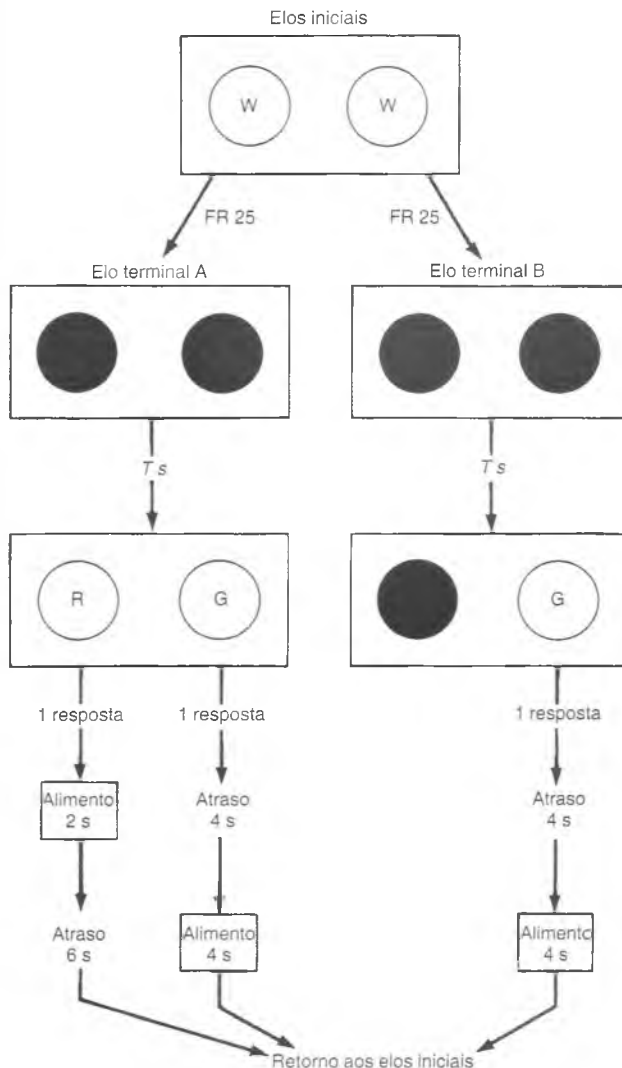 Elos iniciais
W W
FR 25 FR 25
Elo terminal A Elo terminal B
T s T s
R G G
1 resposta 1 resposta 1 resposta
Alimento
2 s
Atraso
4 s
Atraso
4 s
Atraso
6 s
Alimento
4 s
Alimento
4 s
Retorno aos elos iniciais